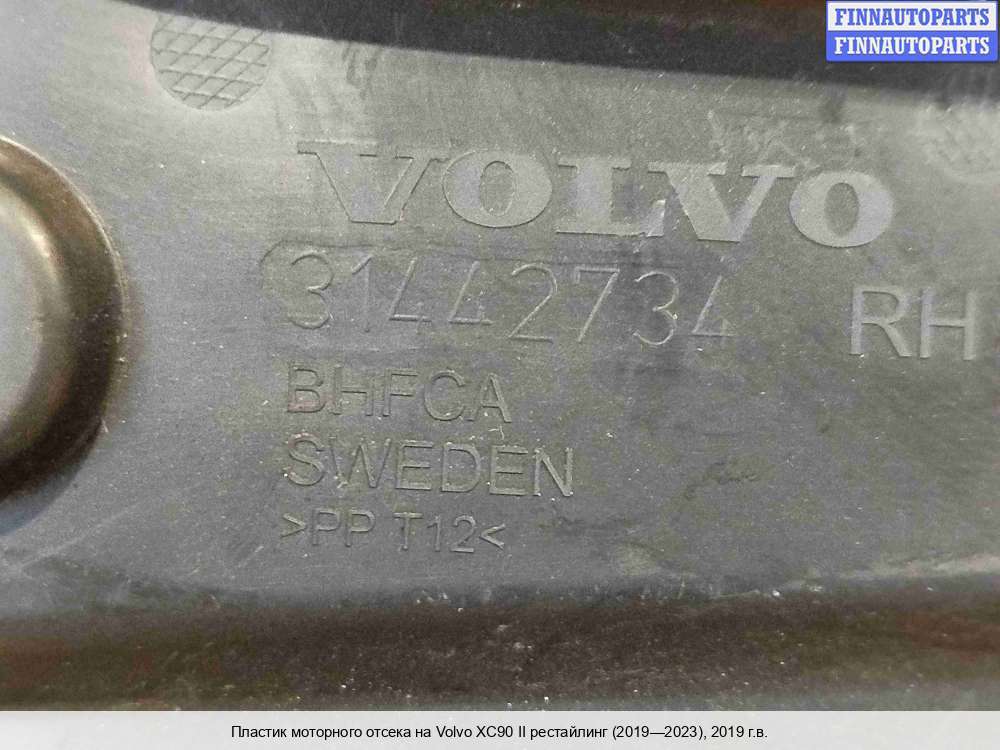 FINNAUTOPARTS
FINNAUTOPARTS
VOLVO
31442734 RH
BHFCA
SWEDEN
>PP T12<
Пластик моторного отсека на Volvo XC90 II рестайлинг (2019—2023), 2019 г.в.